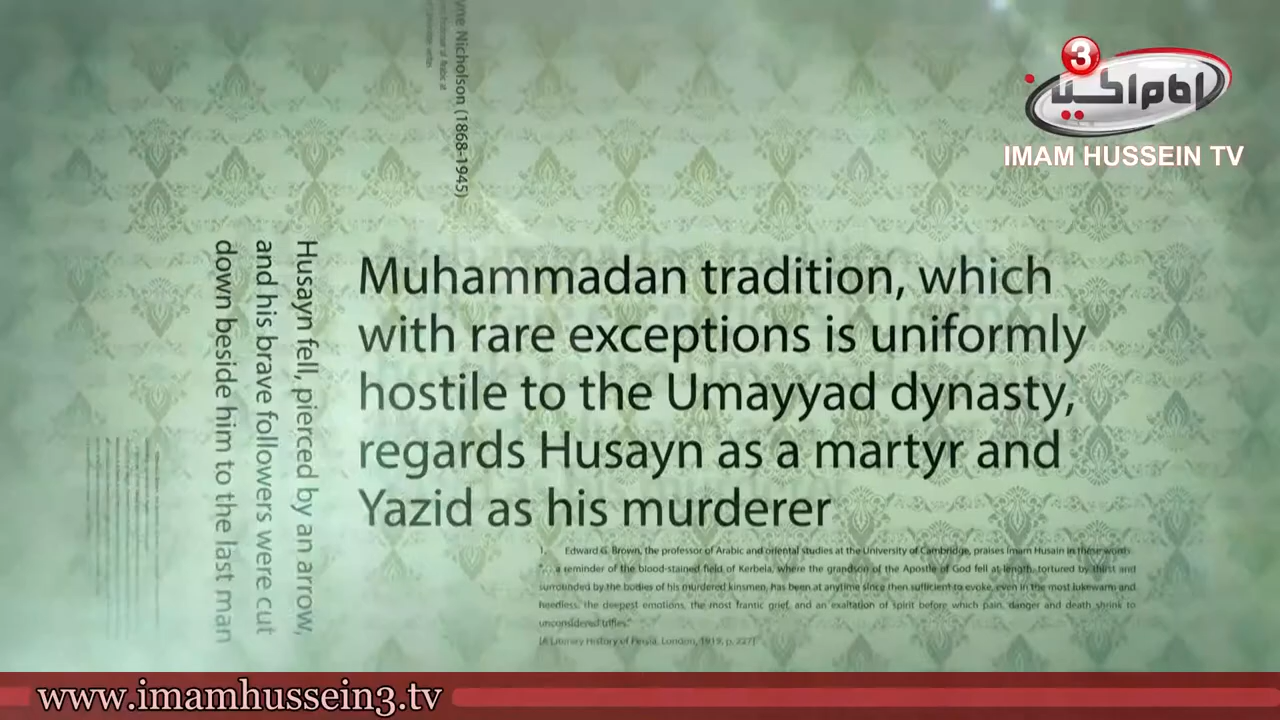 3
امام حسین
IMAM HUSSEIN TV
yne Nicholson (1868-1945)
Husayn fell, pierced by an arrow,
and his brave followers were cut
down beside him to the last man
Muhammadan tradition, which
with rare exceptions is uniformly
hostile to the Umayyad dynasty,
regards Husayn as a martyr and
Yazid as his murderer
1. Edward G. Brown, the professor of Arabic and oriental studies at the University of Cambridge, praises Imam Husain in these words
"... a reminder of the blood-stained field of Kerbela, where the grandson of the Apostle of God fell at length, tortured by thirst and
surrounded by the bodies of his murdered kinsmen, has been at anytime since then sufficient to evoke, even in the most lukewarm and
heedless, the deepest emotions, the most frantic grief, and an exaltation of spirit before which pain, danger and death shrink to
unconsidered trifles."
[A Literary History of Persia, London, 1919, p. 227]
www.imamhussein3.tv